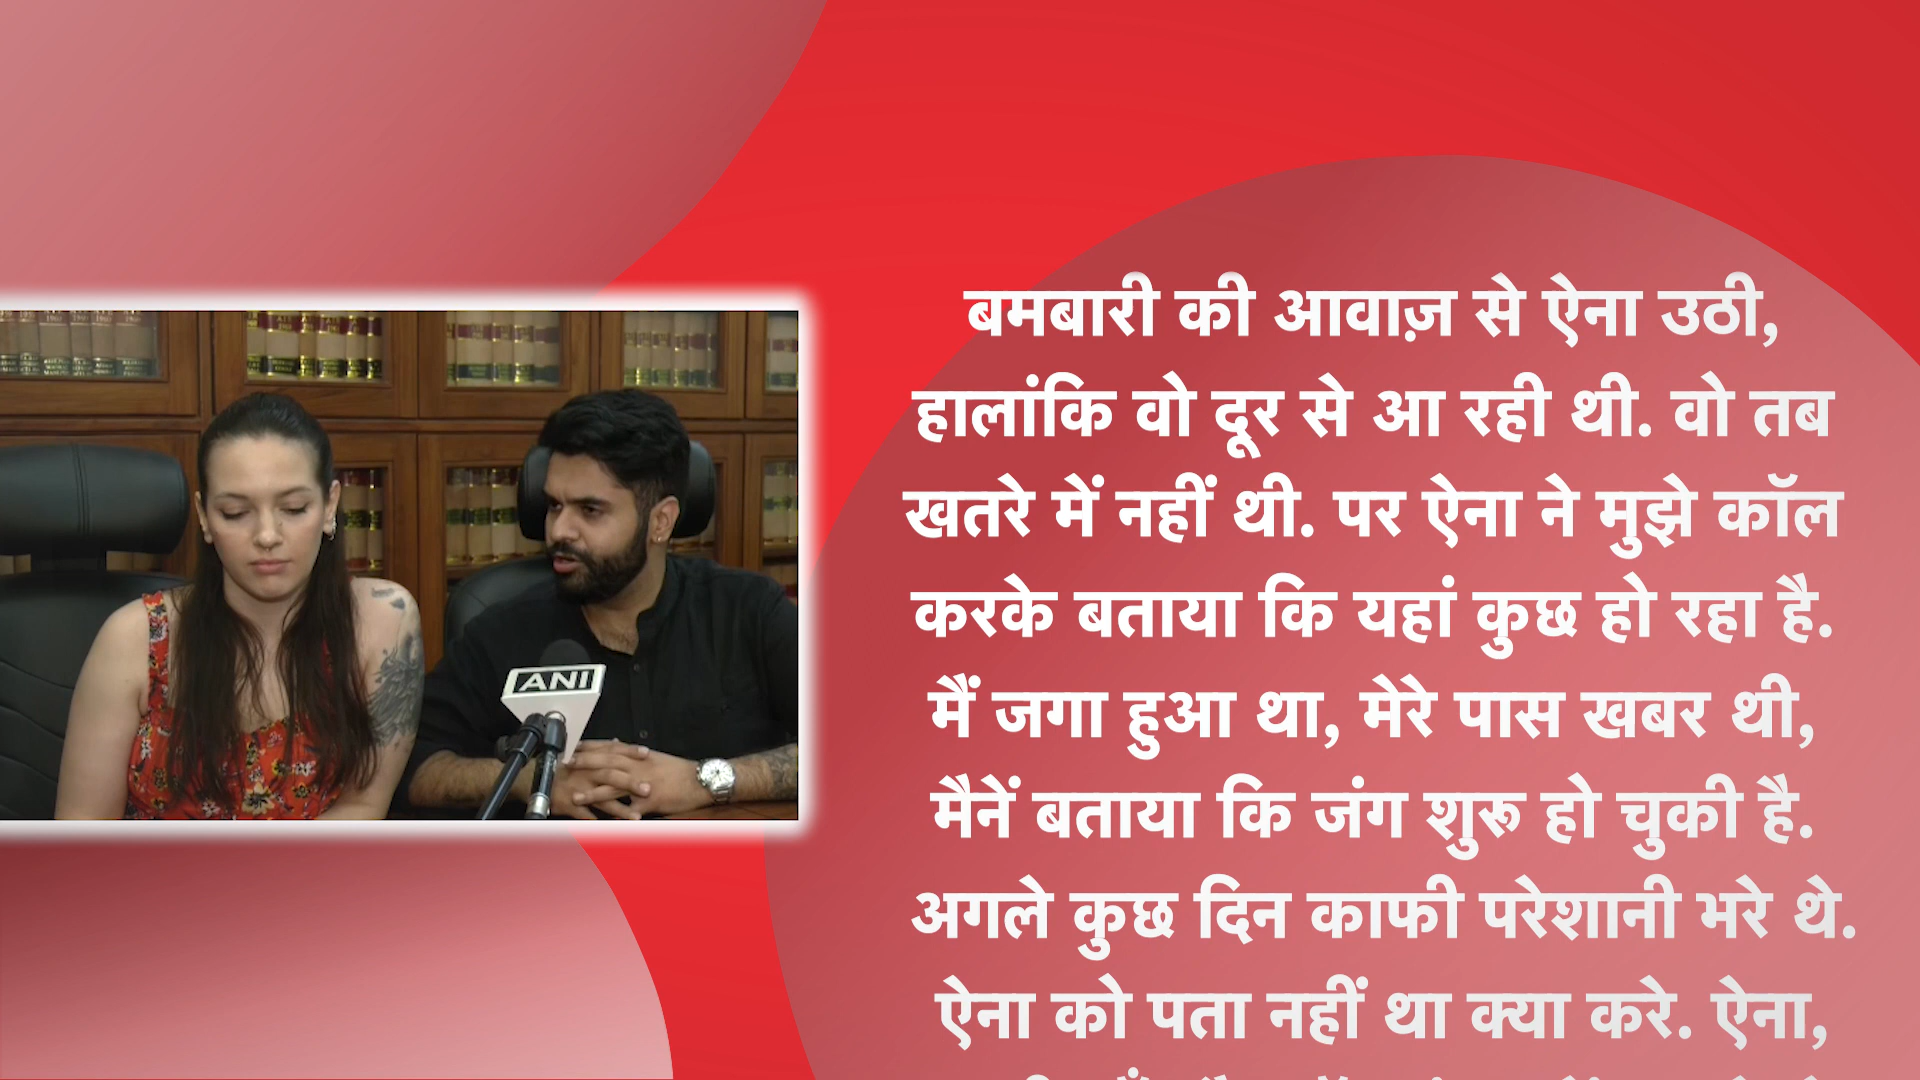 ANI
बमबारी की आवाज़ से ऐना उठी,
हालांकि वो दूर से आ रही थी. वो तब
खतरे में नहीं थी. पर ऐना ने मुझे कॉल
करके बताया कि यहां कुछ हो रहा है.
मैं जगा हुआ था, मेरे पास खबर थी,
मैनें बताया कि जंग शुरू हो चुकी है.
अगले कुछ दिन काफी परेशानी भरे थे.
ऐना को पता नहीं था क्या करे. ऐना,